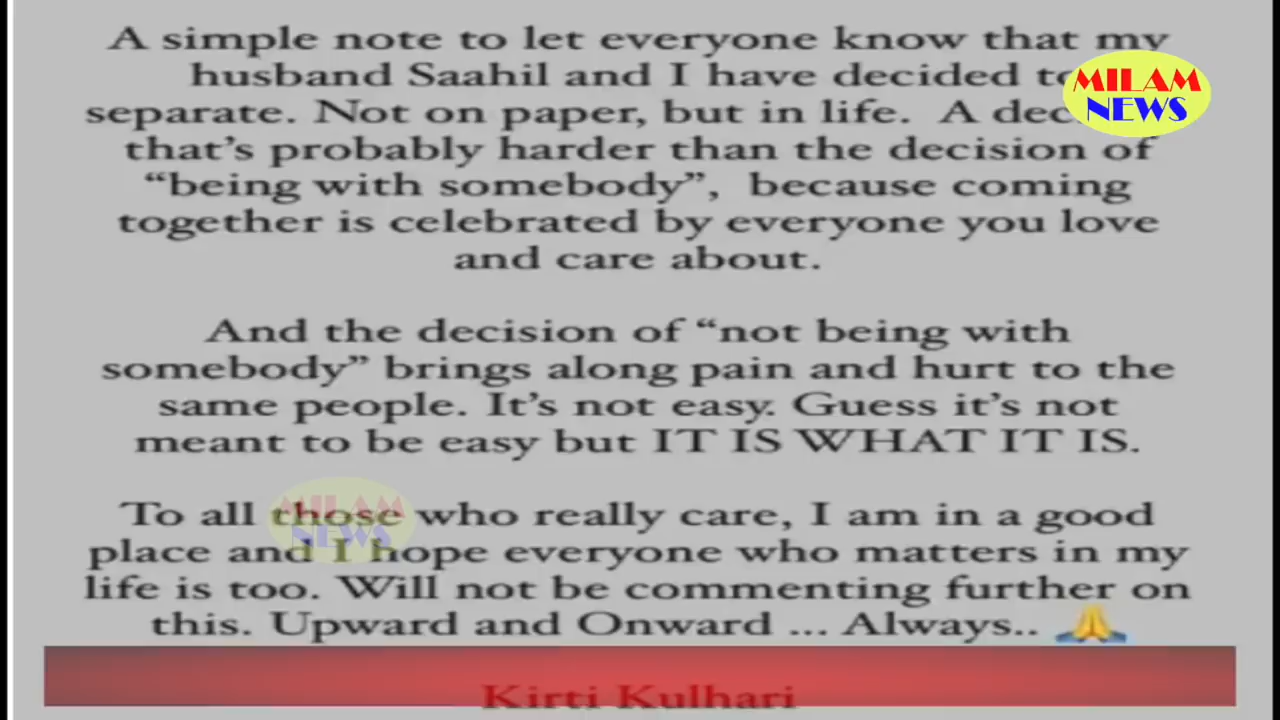 A simple note to let everyone know that my
husband Saahil and I have decided to
separate. Not on paper, but in life. A
that's probably harder than the decision of
“being with somebody”, because coming
together is celebrated by everyone you love
and care about.
And the decision of “not being with
somebody” brings along pain and hurt to the
same people. It's not easy. Guess it's not
meant to be easy but IT IS WHAT IT IS.
To all those who really care, I am in a good
place and I hope everyone who matters in my
life is too. Will not be commenting further on
this. Upward and Onward ... Always.. 🙏
Kirti Kulhari
MILAM
NEWS
MILAM
NEWS